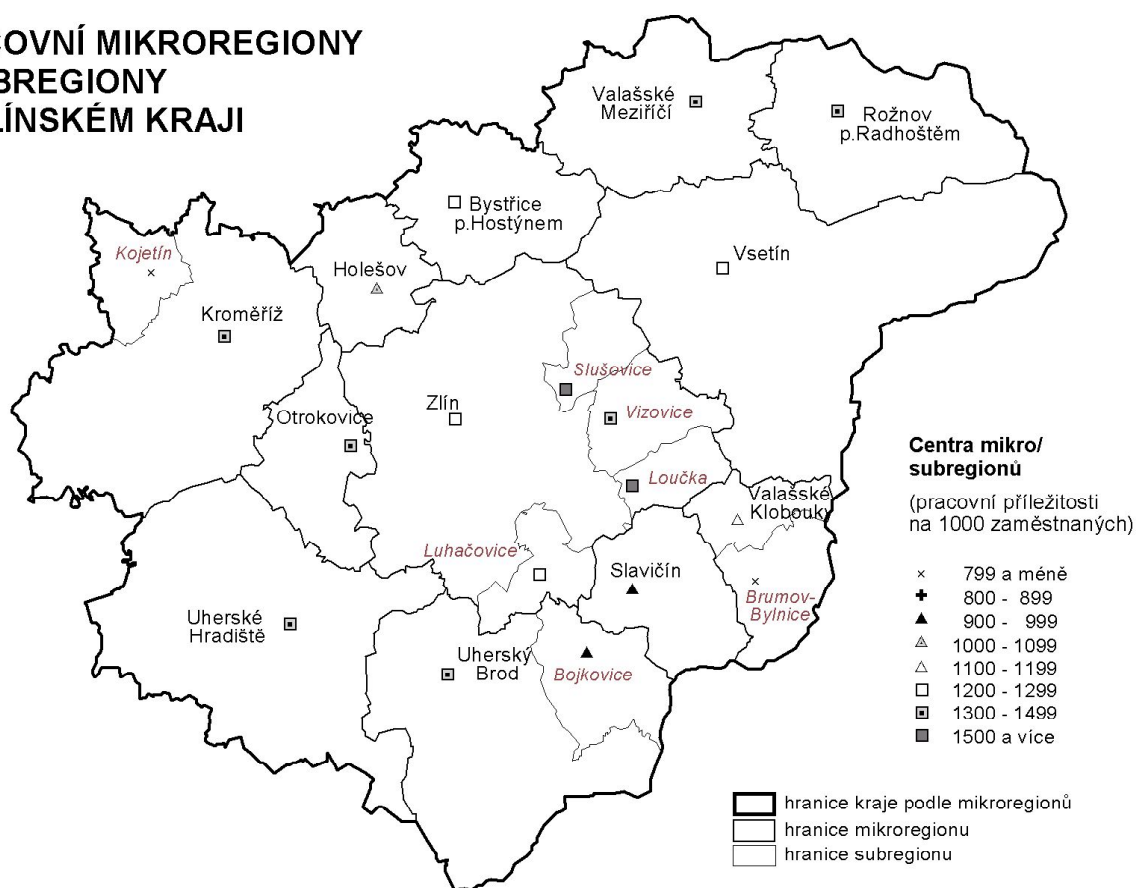 COVNÍ MIKROREGIONY
BREGIONY
LÍNSKÉM KRAJI
Valašské
Meziříčí
Rožnov
p.Radhoštěm
Bystřice
p.Hostýnem
Kojetín
Holešov
Vsetín
Kroměříž
Slušovice
Zlín
Otrokovice
Vizovice
Loučka
Valašské
Klobouky
Luhačovice
Slavičín
Brumov-
Bylnice
Uherské
Hradiště
Uherský
Brod
Bojkovice
Centra mikro/
subregionů
(pracovní příležitosti
na 1000 zaměstnaných)
799 a méně
800 - 899
900 - 999
1000 - 1099
1100 - 1199
1200 - 1299
1300 - 1499
1500 a více
hranice kraje podle mikroregionů
hranice mikroregionu
hranice subregionu